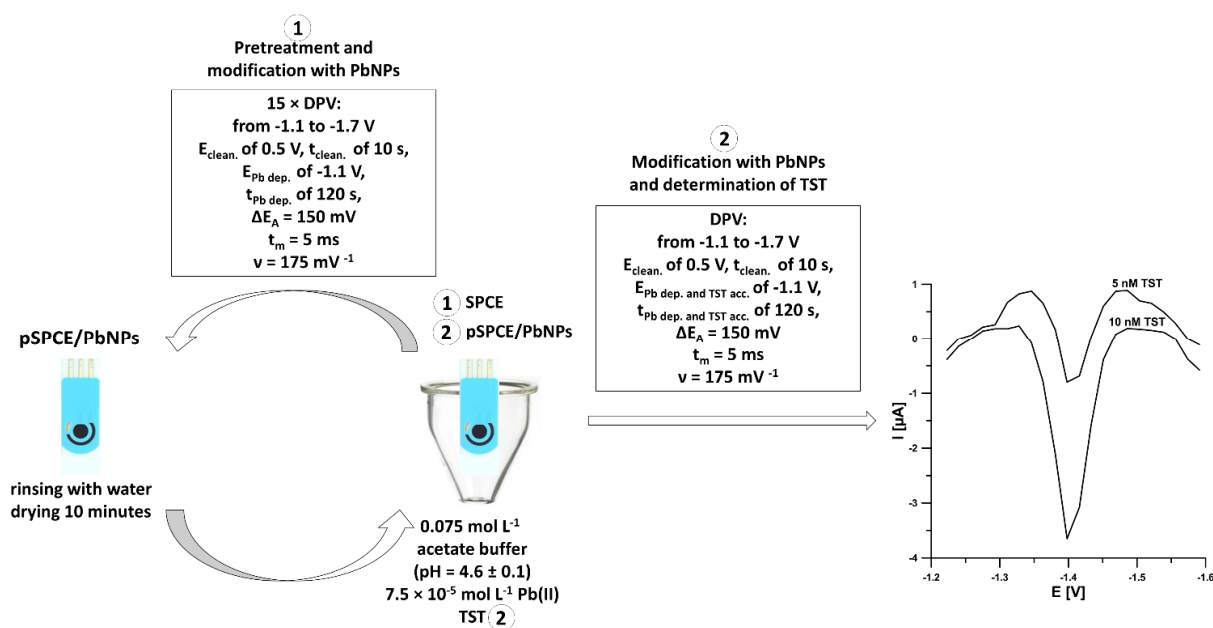 1
Pretreatment and
modification with PbNPs
15 × DPV:
from -1.1 to -1.7 V
Eclean. of 0.5 V, tclean. of 10 s,
EPb dep. of -1.1 V,
tPb dep. of 120 s,
ΔEA = 150 mV
tm = 5 ms
ν = 175 mV -1
2
Modification with PbNPs
and determination of TST
DPV:
from -1.1 to -1.7 V
Eclean. of 0.5 V, tclean. of 10 s,
EPb dep. and TST acc. of -1.1 V,
tPb dep. and TST acc. of 120 s,
ΔEA = 150 mV
tm = 5 ms
ν = 175 mV -1
pSPCE/PbNPs
rinsing with water
drying 10 minutes
1 SPCE
2 pSPCE/PbNPs
0.075 mol L-1
acetate buffer
(pH = 4.6 ± 0.1)
7.5 × 10-5 mol L-1 Pb(II)
TST 2
5 nM TST
10 nM TST
I [µA]
1
0
-1
-2
-3
-4
-1.2 -1.3 -1.4 -1.5 -1.6
E [V]